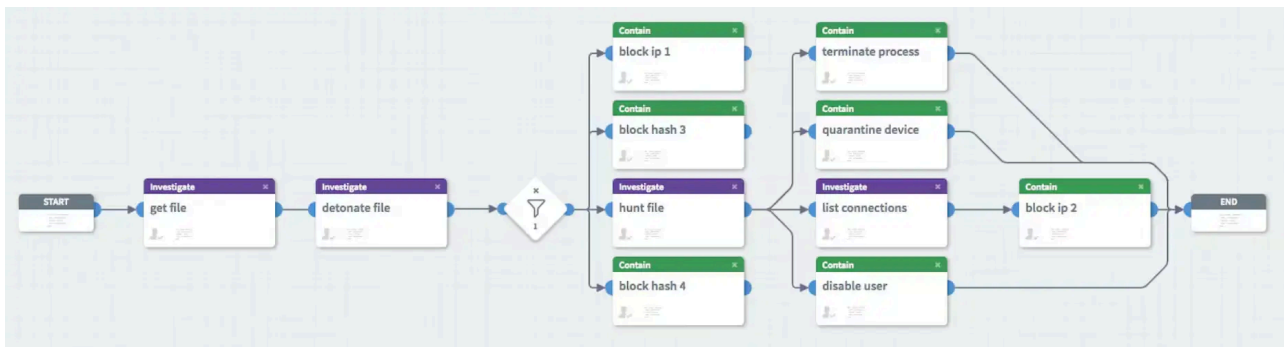 START
Investigate ×
get file
Investigate ×
detonate file
×
1
Contain ×
block ip 1
Contain ×
block hash 3
Investigate ×
hunt file
Contain ×
block hash 4
Contain ×
terminate process
Contain ×
quarantine device
Investigate ×
list connections
Contain ×
disable user
Contain ×
block ip 2
END